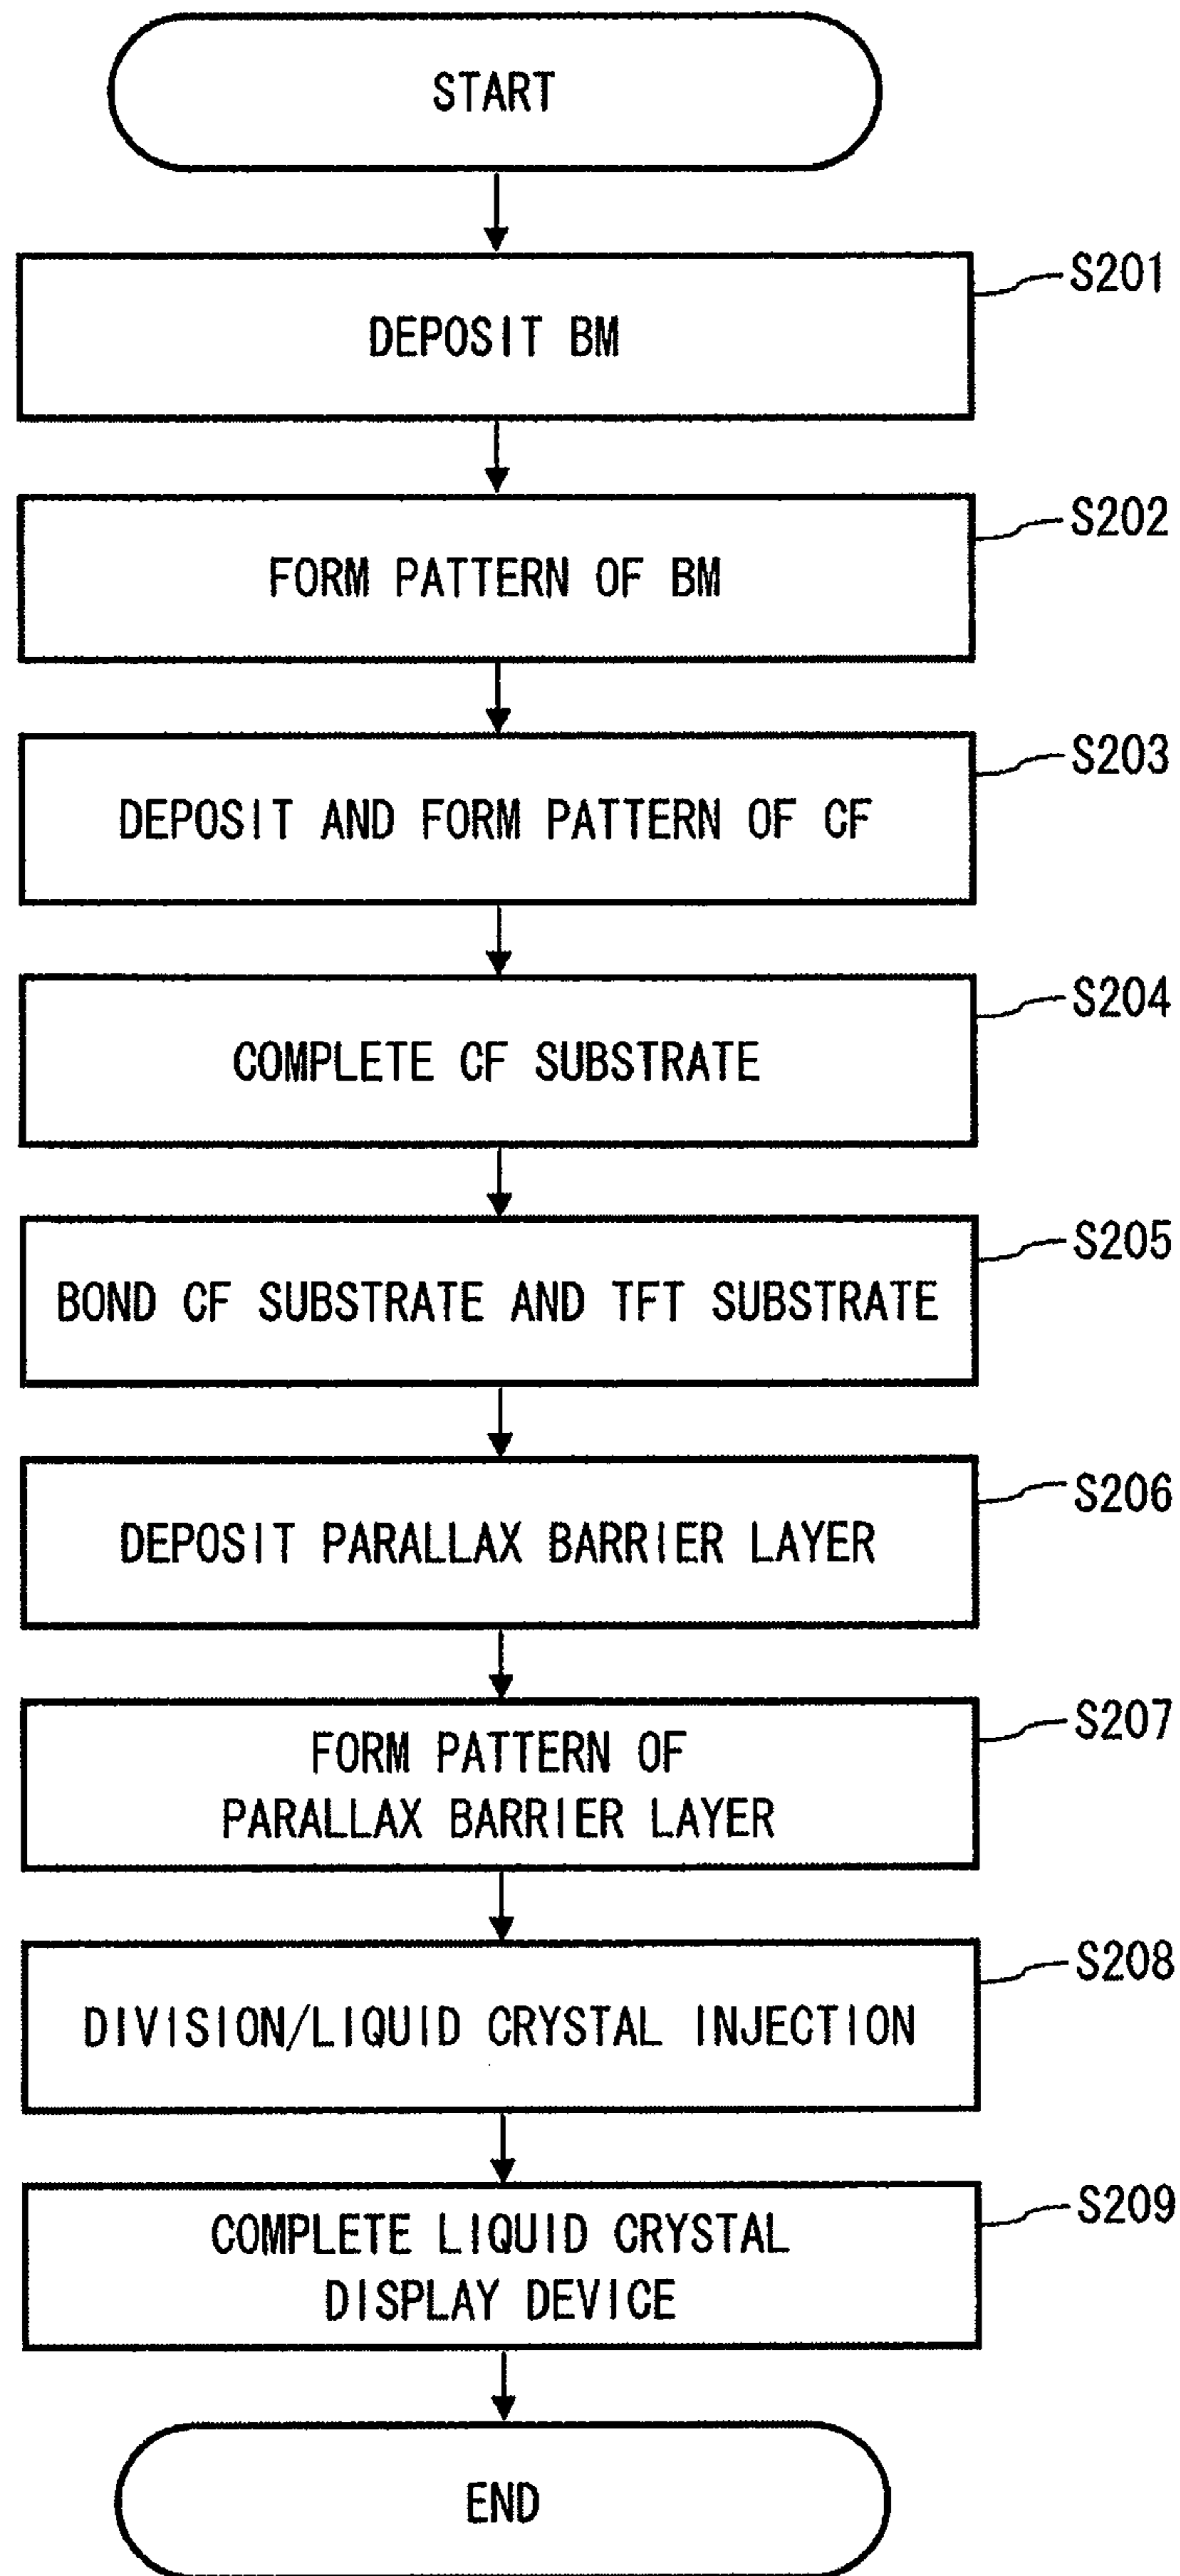 START
S201
DEPOSIT BM
S202
FORM PATTERN OF BM
S203
DEPOSIT AND FORM PATTERN OF CF
S204
COMPLETE CF SUBSTRATE
S205
BOND CF SUBSTRATE AND TFT SUBSTRATE
S206
DEPOSIT PARALLAX BARRIER LAYER
S207
FORM PATTERN OF
PARALLAX BARRIER LAYER
S208
DIVISION/LIQUID CRYSTAL INJECTION
S209
COMPLETE LIQUID CRYSTAL
DISPLAY DEVICE
END